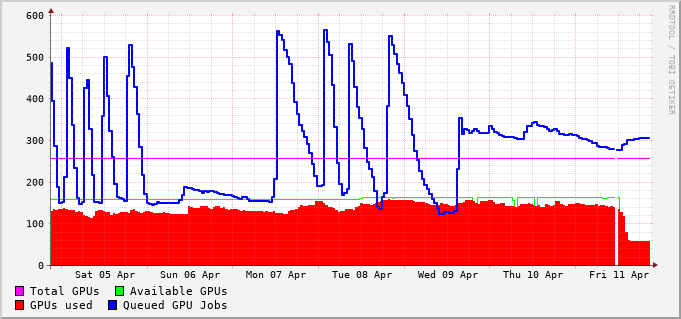 600
500
400
300
200
100
0
Sat 05 Apr Sun 06 Apr Mon 07 Apr Tue 08 Apr Wed 09 Apr Thu 10 Apr Fri 11 Apr
Total GPUs Available GPUs
GPUs used Queued GPU Jobs
RRDTOOL / TOBI OETIKER